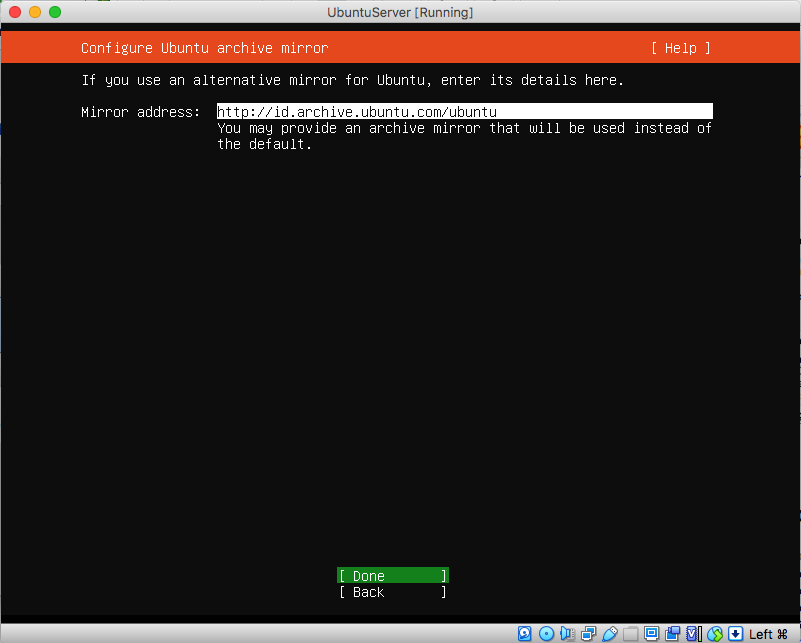 UbuntuServer [Running]
Configure Ubuntu archive mirror [ Help ]
If you use an alternative mirror for Ubuntu, enter its details here.
Mirror address: http://id.archive.ubuntu.com/ubuntu
You may provide an archive mirror that will be used instead of
the default.
[ Done ]
[ Back ]
Left ⌘